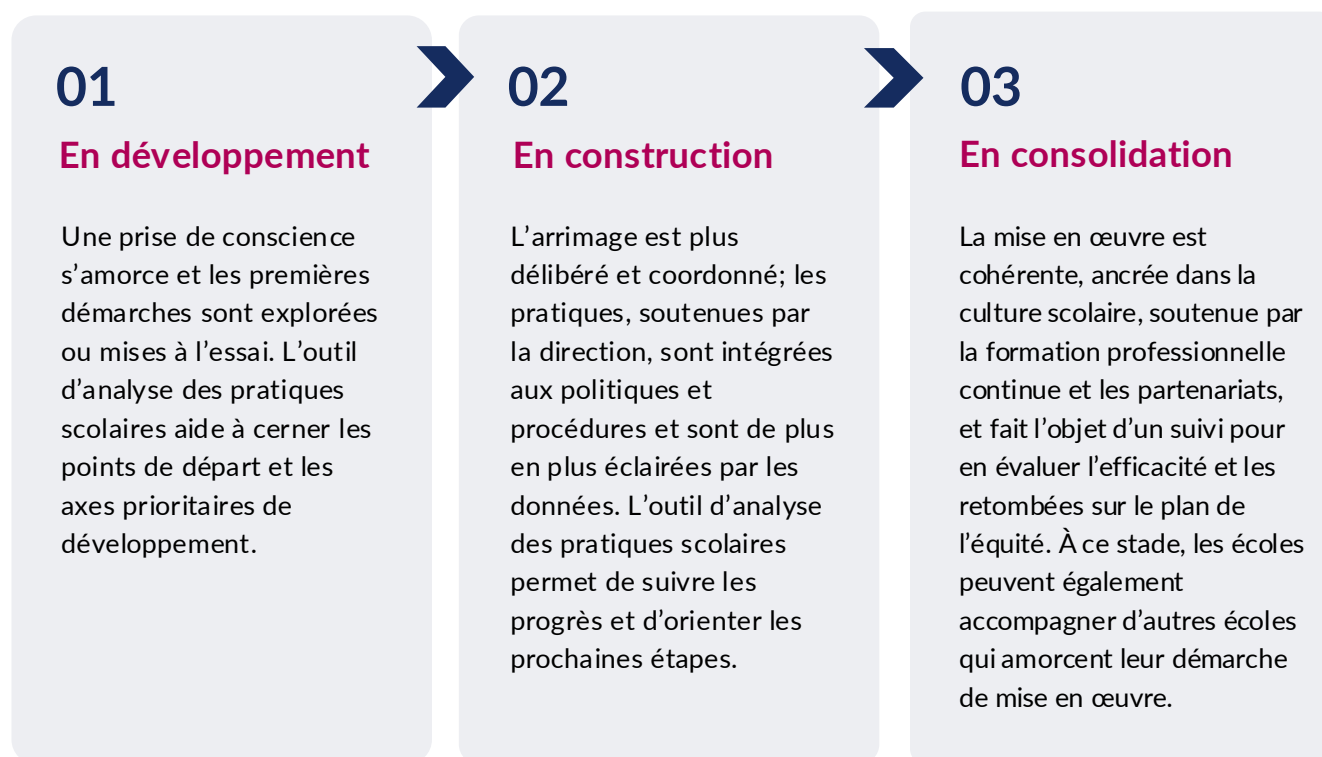 01
En développement
Une prise de conscience
s’amorce et les premières
démarches sont explorées
ou mises à l’essai. L’outil
d’analyse des pratiques
scolaires aide à cerner les
points de départ et les
axes prioritaires de
développement.
02
En construction
L’arrimage est plus
délibéré et coordonné; les
pratiques, soutenues par
la direction, sont intégrées
aux politiques et
procédures et sont de plus
en plus éclairées par les
données. L’outil d’analyse
des pratiques scolaires
permet de suivre les
progrès et d’orienter les
prochaines étapes.
03
En consolidation
La mise en œuvre est
cohérente, ancrée dans la
culture scolaire, soutenue par
la formation professionnelle
continue et les partenariats,
et fait l’objet d’un suivi pour
en évaluer l’efficacité et les
retombées sur le plan de
l’équité. À ce stade, les écoles
peuvent également
accompagner d’autres écoles
qui amorcent leur démarche
de mise en œuvre.